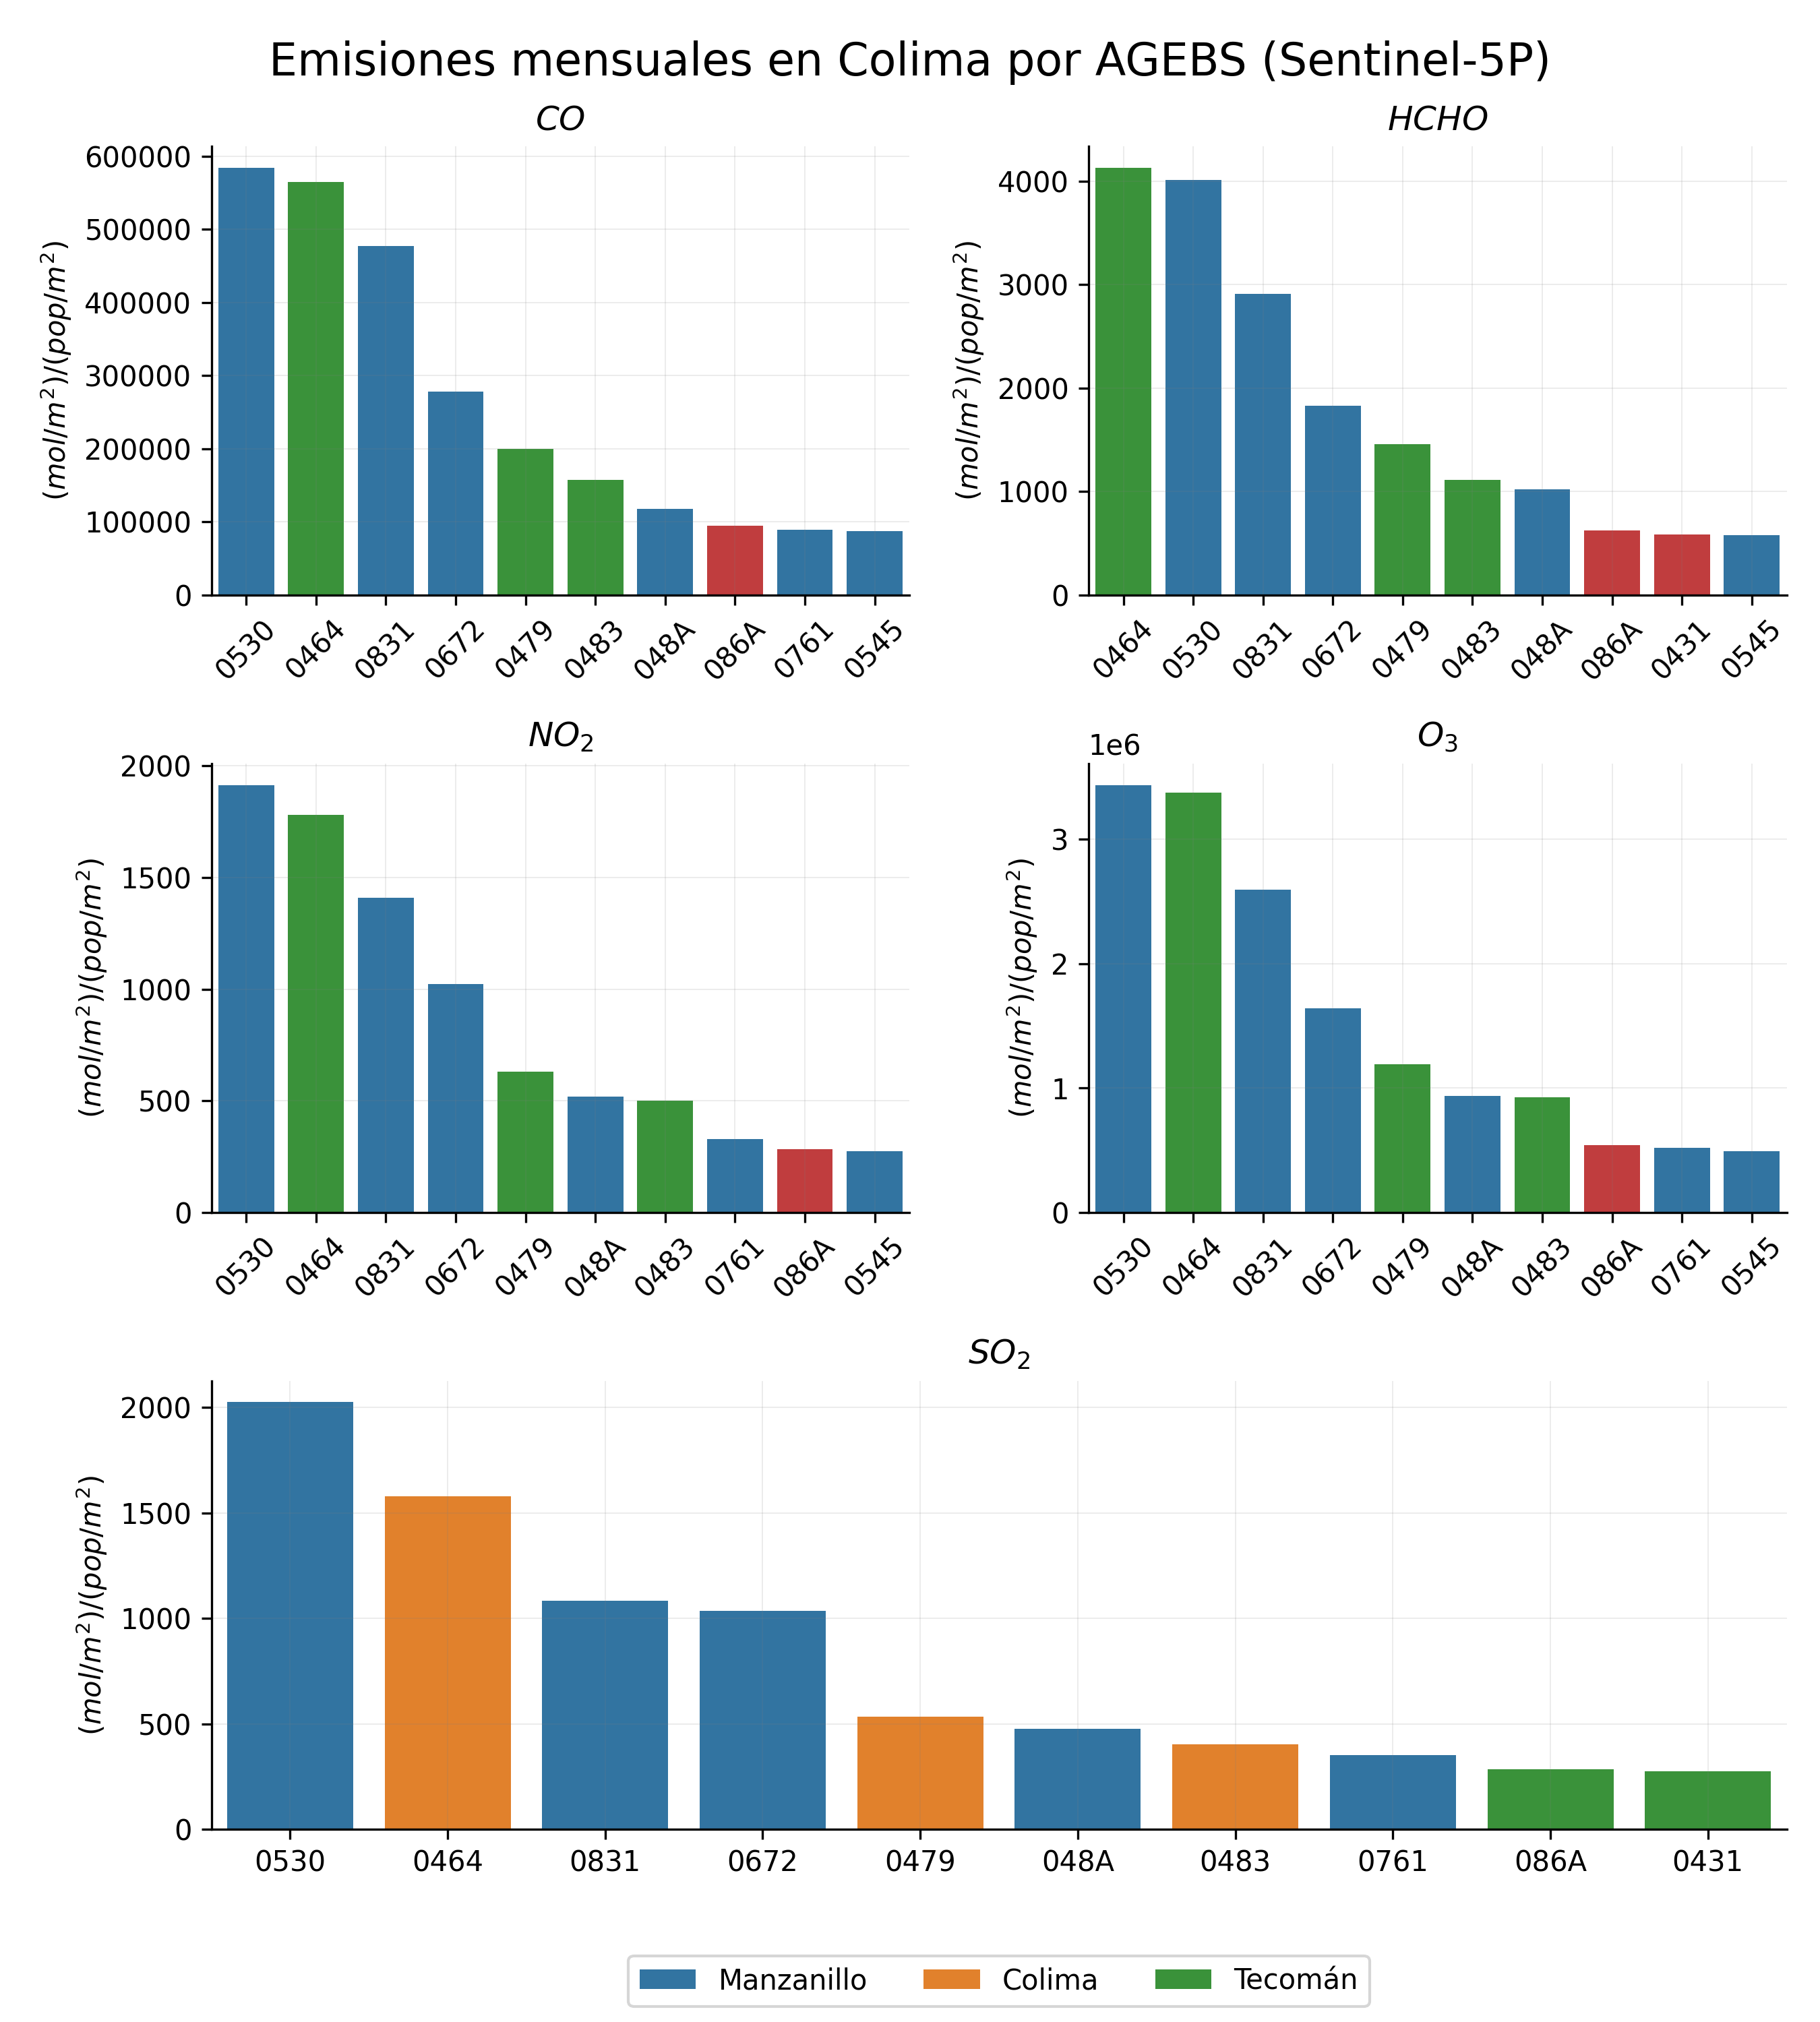 Emisiones mensuales en Colima por AGEBS (Sentinel-5P)
CO
(mol/m²)/(pop/m²)
600000
500000
400000
300000
200000
100000
0
0530 0464 0831 0672 0479 0483 048A 086A 0761 0545
HCHO
(mol/m²)/(pop/m²)
4000
3000
2000
1000
0
0464 0530 0831 0672 0479 0483 048A 086A 0431 0545
NO₂
(mol/m²)/(pop/m²)
2000
1500
1000
500
0
0530 0464 0831 0672 0479 048A 0483 0761 086A 0545
O₃
1e6
(mol/m²)/(pop/m²)
3
2
1
0
0530 0464 0831 0672 0479 048A 0483 086A 0761 0545
SO₂
(mol/m²)/(pop/m²)
2000
1500
1000
500
0
0530 0464 0831 0672 0479 048A 0483 0761 086A 0431
Manzanillo Colima Tecomán